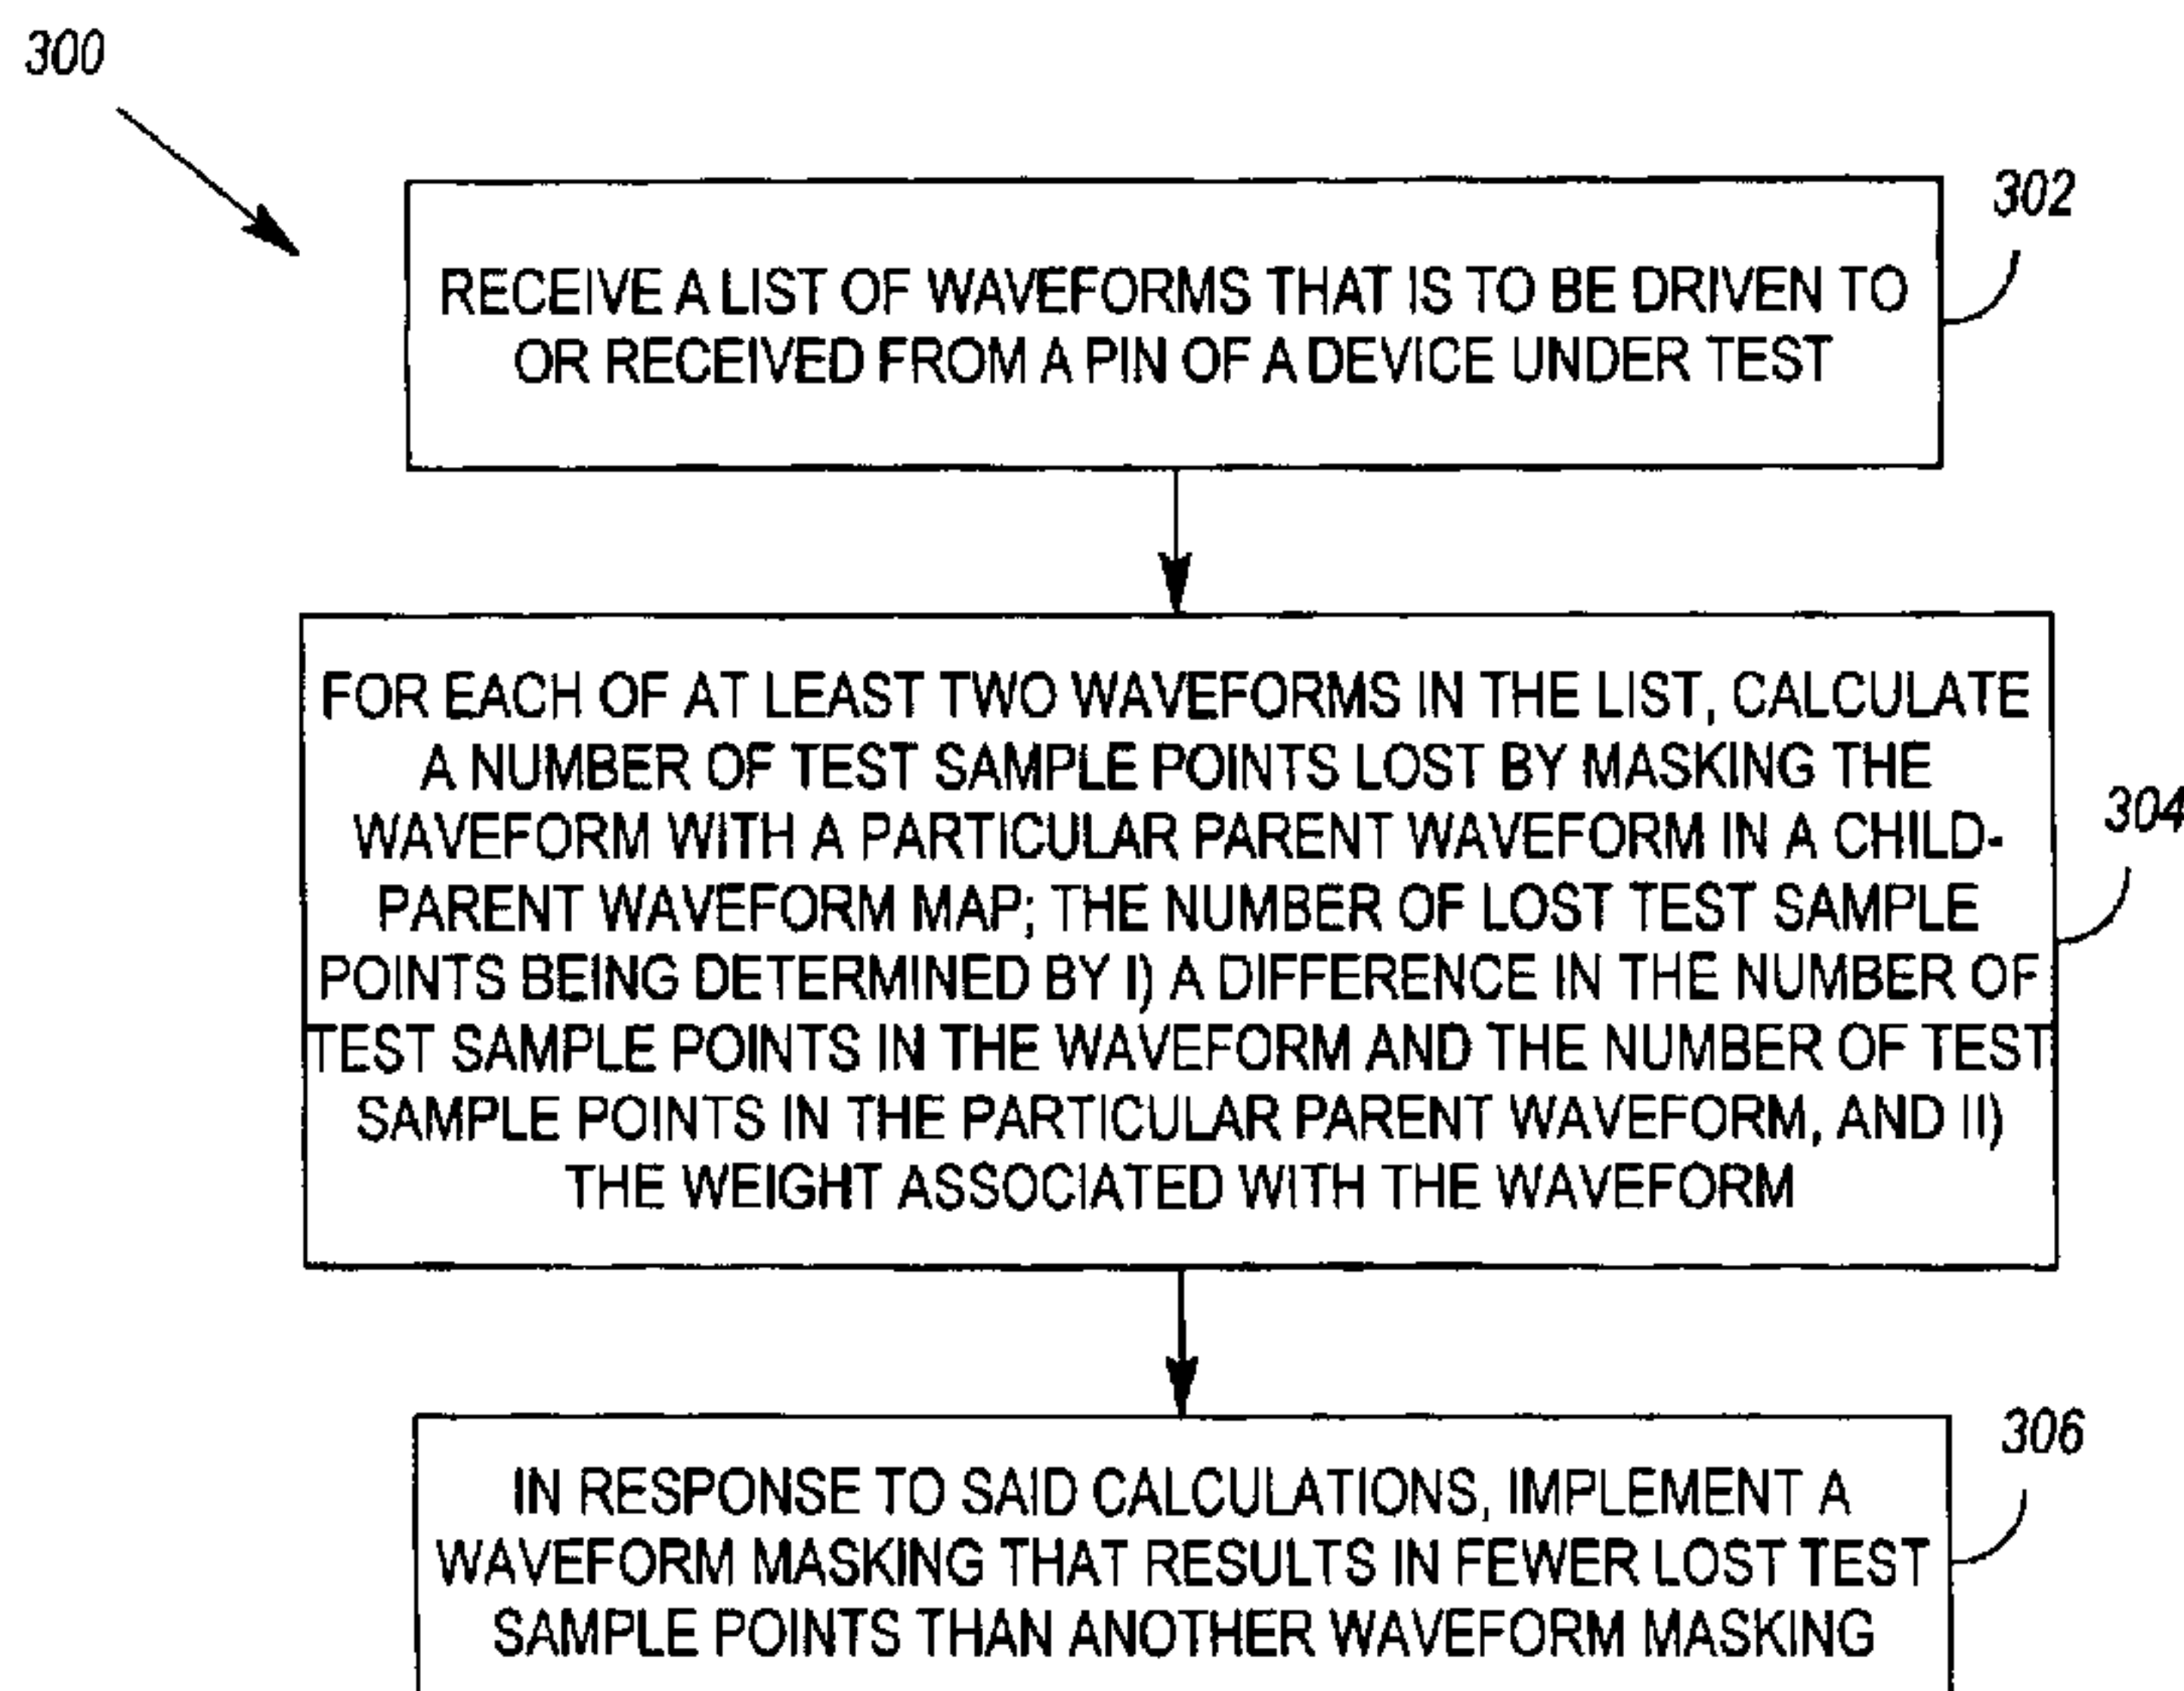 300
302
RECEIVE A LIST OF WAVEFORMS THAT IS TO BE DRIVEN TO
OR RECEIVED FROM A PIN OF A DEVICE UNDER TEST
FOR EACH OF AT LEAST TWO WAVEFORMS IN THE LIST, CALCULATE
A NUMBER OF TEST SAMPLE POINTS LOST BY MASKING THE
WAVEFORM WITH A PARTICULAR PARENT WAVEFORM IN A CHILD-
304
PARENT WAVEFORM MAP; THE NUMBER OF LOST TEST SAMPLE
POINTS BEING DETERMINED BY I) A DIFFERENCE IN THE NUMBER OF
TEST SAMPLE POINTS IN THE WAVEFORM AND THE NUMBER OF TEST
SAMPLE POINTS IN THE PARTICULAR PARENT WAVEFORM, AND II)
THE WEIGHT ASSOCIATED WITH THE WAVEFORM
306
IN RESPONSE TO SAID CALCULATIONS, IMPLEMENT A
WAVEFORM MASKING THAT RESULTS IN FEWER LOST TEST
SAMPLE POINTS THAN ANOTHER WAVEFORM MASKING